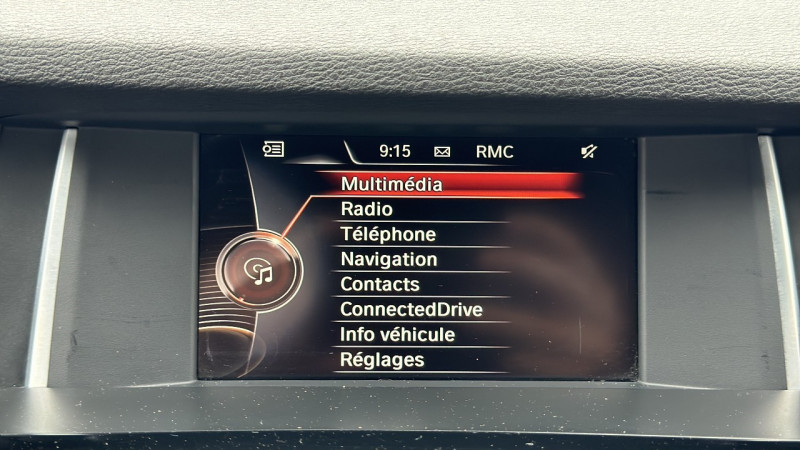 9:15 RMC
Multimédia
Radio
Téléphone
Navigation
Contacts
ConnectedDrive
Info véhicule
Réglages